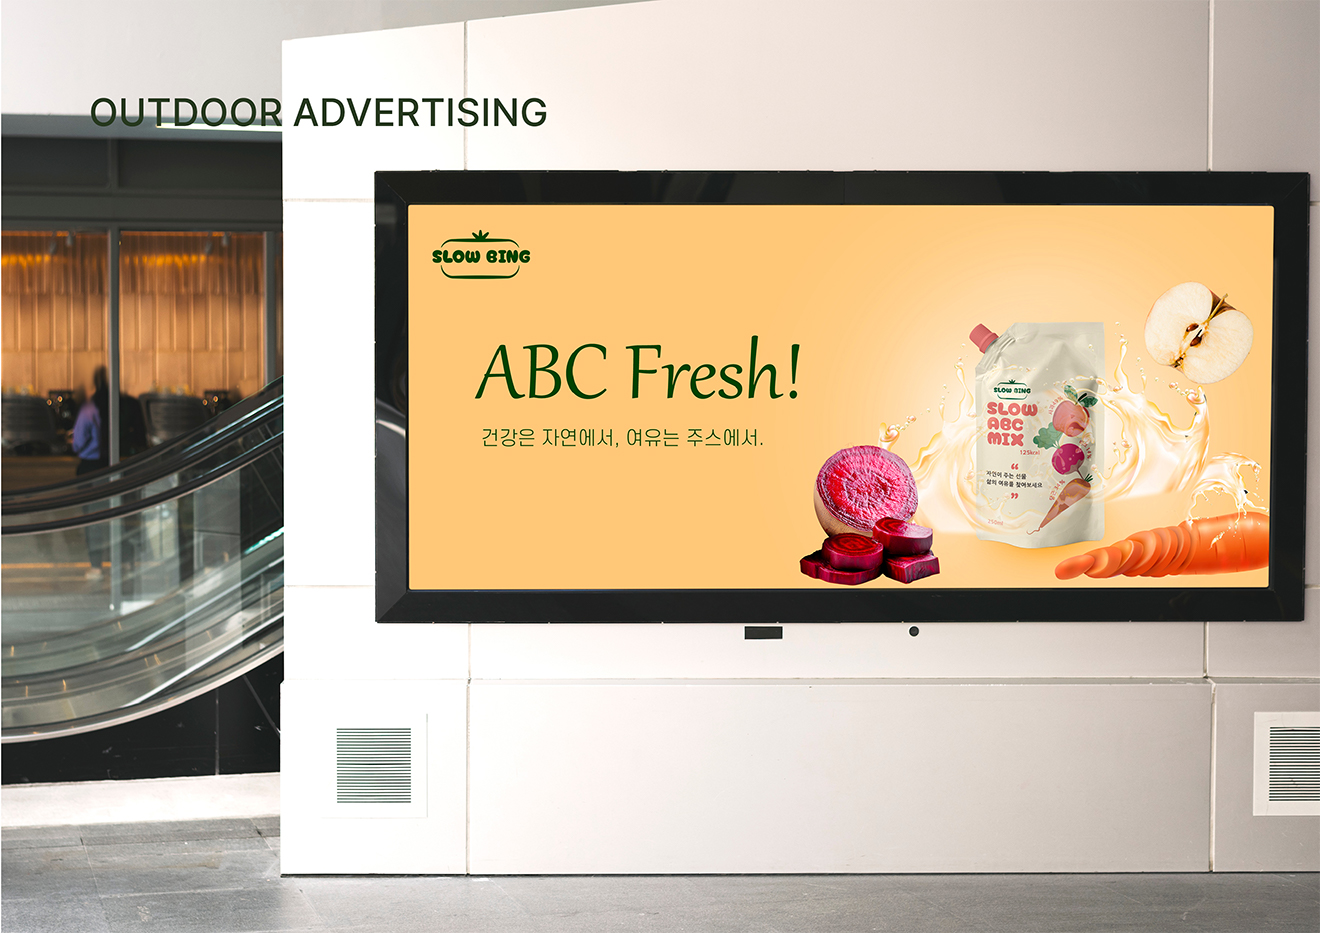 OUTDOOR ADVERTISING
SLOW BING
ABC Fresh!
건강은 자연에서, 여유는 주스에서.
SLOW BING
SLOW
ABC
MIX
125kcal
“
자연이 주는 선물
삶의 여유를 찾아보세요
”
250ml